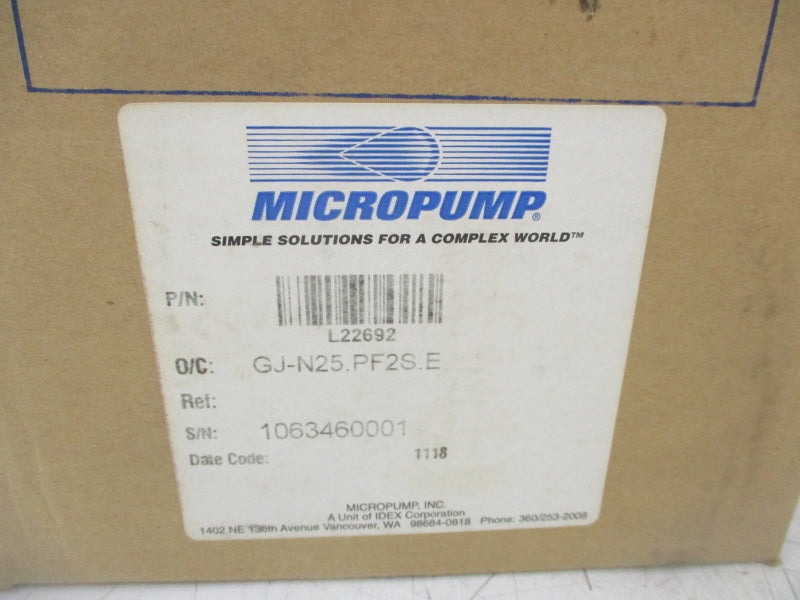 MICROPUMP®
SIMPLE SOLUTIONS FOR A COMPLEX WORLD™
P/N:
L22692
O/C: GJ-N25.PF2S.E
Ref:
S/N: 1063460001
Date Code: 1118
MICROPUMP, INC.
A Unit of IDEX Corporation
1402 NE 136th Avenue Vancouver, WA 98684-0818 Phone: 360/253-2008